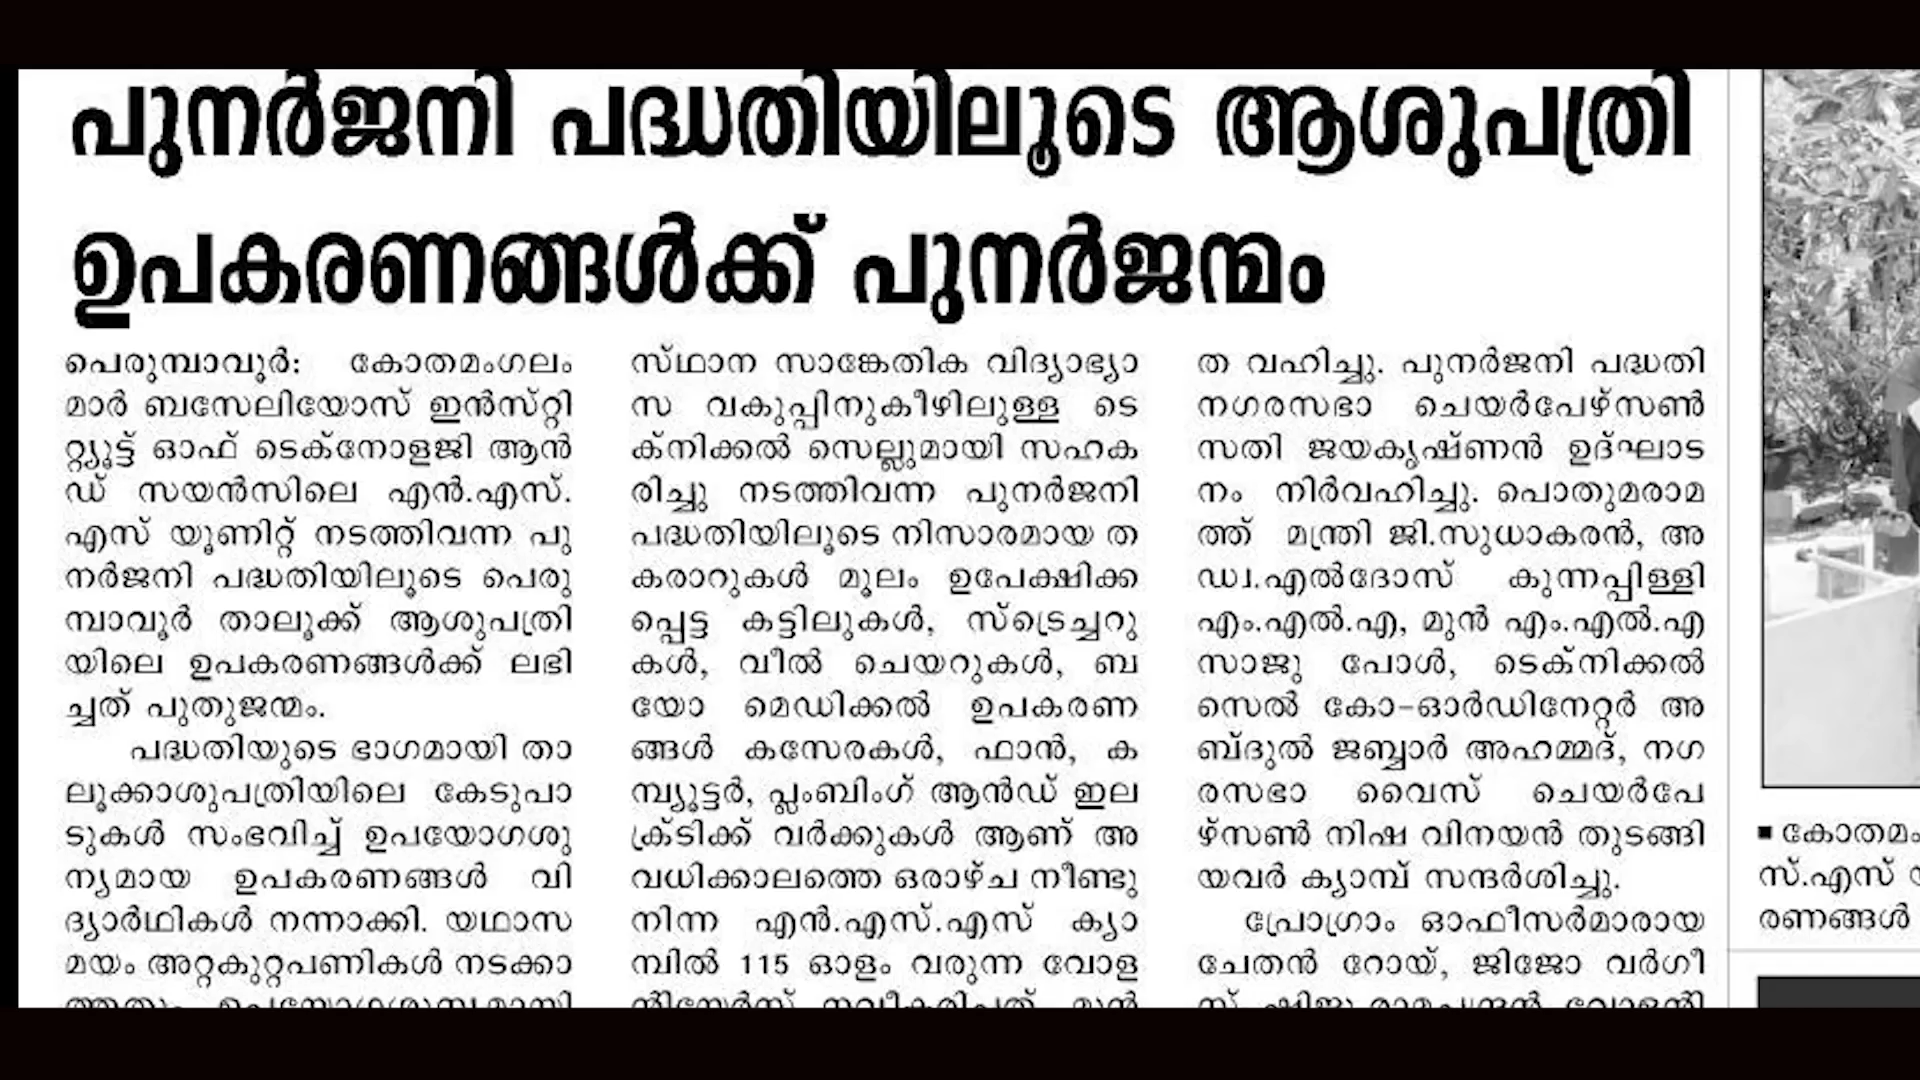 പുനർജനി പദ്ധതിയിലൂടെ ആശുപത്രി
ഉപകരണങ്ങൾക്ക് പുനർജന്മം
പെരുമ്പാവൂർ: കോതമംഗലം
മാർ ബസേലിയോസ് ഇൻസ്റ്റി
റ്റ്യൂട്ട് ഓഫ് ടെക്നോളജി ആൻ
ഡ് സയൻസിലെ എൻ.എസ്.
എസ് യൂണിറ്റ് നടത്തിവന്ന പു
നർജനി പദ്ധതിയിലൂടെ പെരു
മ്പാവൂർ താലൂക്ക് ആശുപത്രി
യിലെ ഉപകരണങ്ങൾക്ക് ലഭി
ച്ചത് പുതുജന്മം.
പദ്ധതിയുടെ ഭാഗമായി താ
ലൂക്കാശുപത്രിയിലെ കേടുപാ
ടുകൾ സംഭവിച്ച് ഉപയോഗശൂ
ന്യമായ ഉപകരണങ്ങൾ വി
ദ്യാർഥികൾ നന്നാക്കി. യഥാസ
മയം അറ്റകുറ്റപണികൾ നടക്കാ
സ്ഥാന സാങ്കേതിക വിദ്യാഭ്യാ
സ വകുപ്പിനുകീഴിലുള്ള ടെ
ക്നിക്കൽ സെല്ലുമായി സഹക
രിച്ചു നടത്തിവന്ന പുനർജനി
പദ്ധതിയിലൂടെ നിസാരമായ ത
കരാറുകൾ മൂലം ഉപേക്ഷിക്ക
പ്പെട്ട കട്ടിലുകൾ, സ്ട്രെച്ചറു
കൾ, വീൽ ചെയറുകൾ, ബ
യോ മെഡിക്കൽ ഉപകരണ
ങ്ങൾ കസേരകൾ, ഫാൻ, ക
മ്പ്യൂട്ടർ, പ്ലംബിംഗ് ആൻഡ് ഇല
ക്ട്രിക്ക് വർക്കുകൾ ആണ് അ
വധിക്കാലത്തെ ഒരാഴ്ച നീണ്ടു
നിന്ന എൻ.എസ്.എസ് ക്യാ
മ്പിൽ 115 ഓളം വരുന്ന വോള
ത വഹിച്ചു. പുനർജനി പദ്ധതി
നഗരസഭാ ചെയർപേഴ്സൺ
സതി ജയകൃഷ്ണൻ ഉദ്ഘാട
നം നിർവഹിച്ചു. പൊതുമരാമ
ത്ത് മന്ത്രി ജി.സുധാകരൻ, അ
ഡ്വ.എൽദോസ് കുന്നപ്പിള്ളി
എം.എൽ.എ, മുൻ എം.എൽ.എ
സാജു പോൾ, ടെക്നിക്കൽ
സെൽ കോ-ഓർഡിനേറ്റർ അ
ബ്ദുൽ ജബ്ബാർ അഹമ്മദ്, നഗ
രസഭാ വൈസ് ചെയർപേ
ഴ്സൺ നിഷ വിനയൻ തുടങ്ങി
യവർ ക്യാമ്പ് സന്ദർശിച്ചു.
പ്രോഗ്രാം ഓഫീസർമാരായ
ചേതൻ റോയ്, ജിജോ വർഗീ
■ കോതമം
സ്.എസ്
രണങ്ങൾ